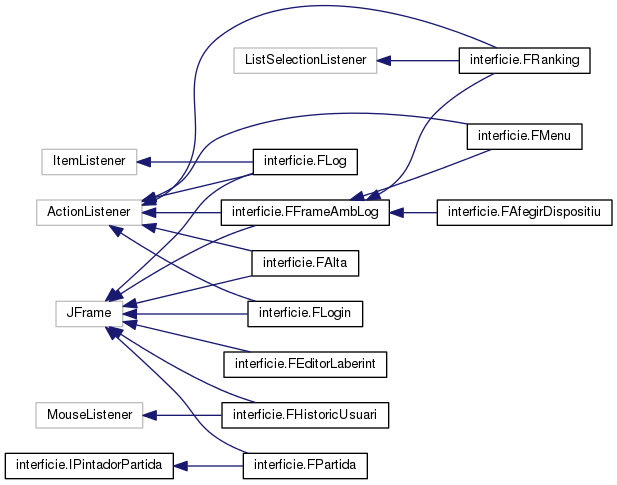 ListSelectionListener
interficie.FRanking
interficie.FMenu
ItemListener
interficie.FLog
ActionListener
interficie.FFrameAmbLog
interficie.FAfegirDispositiu
interficie.FAlta
JFrame
interficie.FLogin
interficie.FEditorLaberint
MouseListener
interficie.FHistoricUsuari
interficie.IPintadorPartida
interficie.FPartida